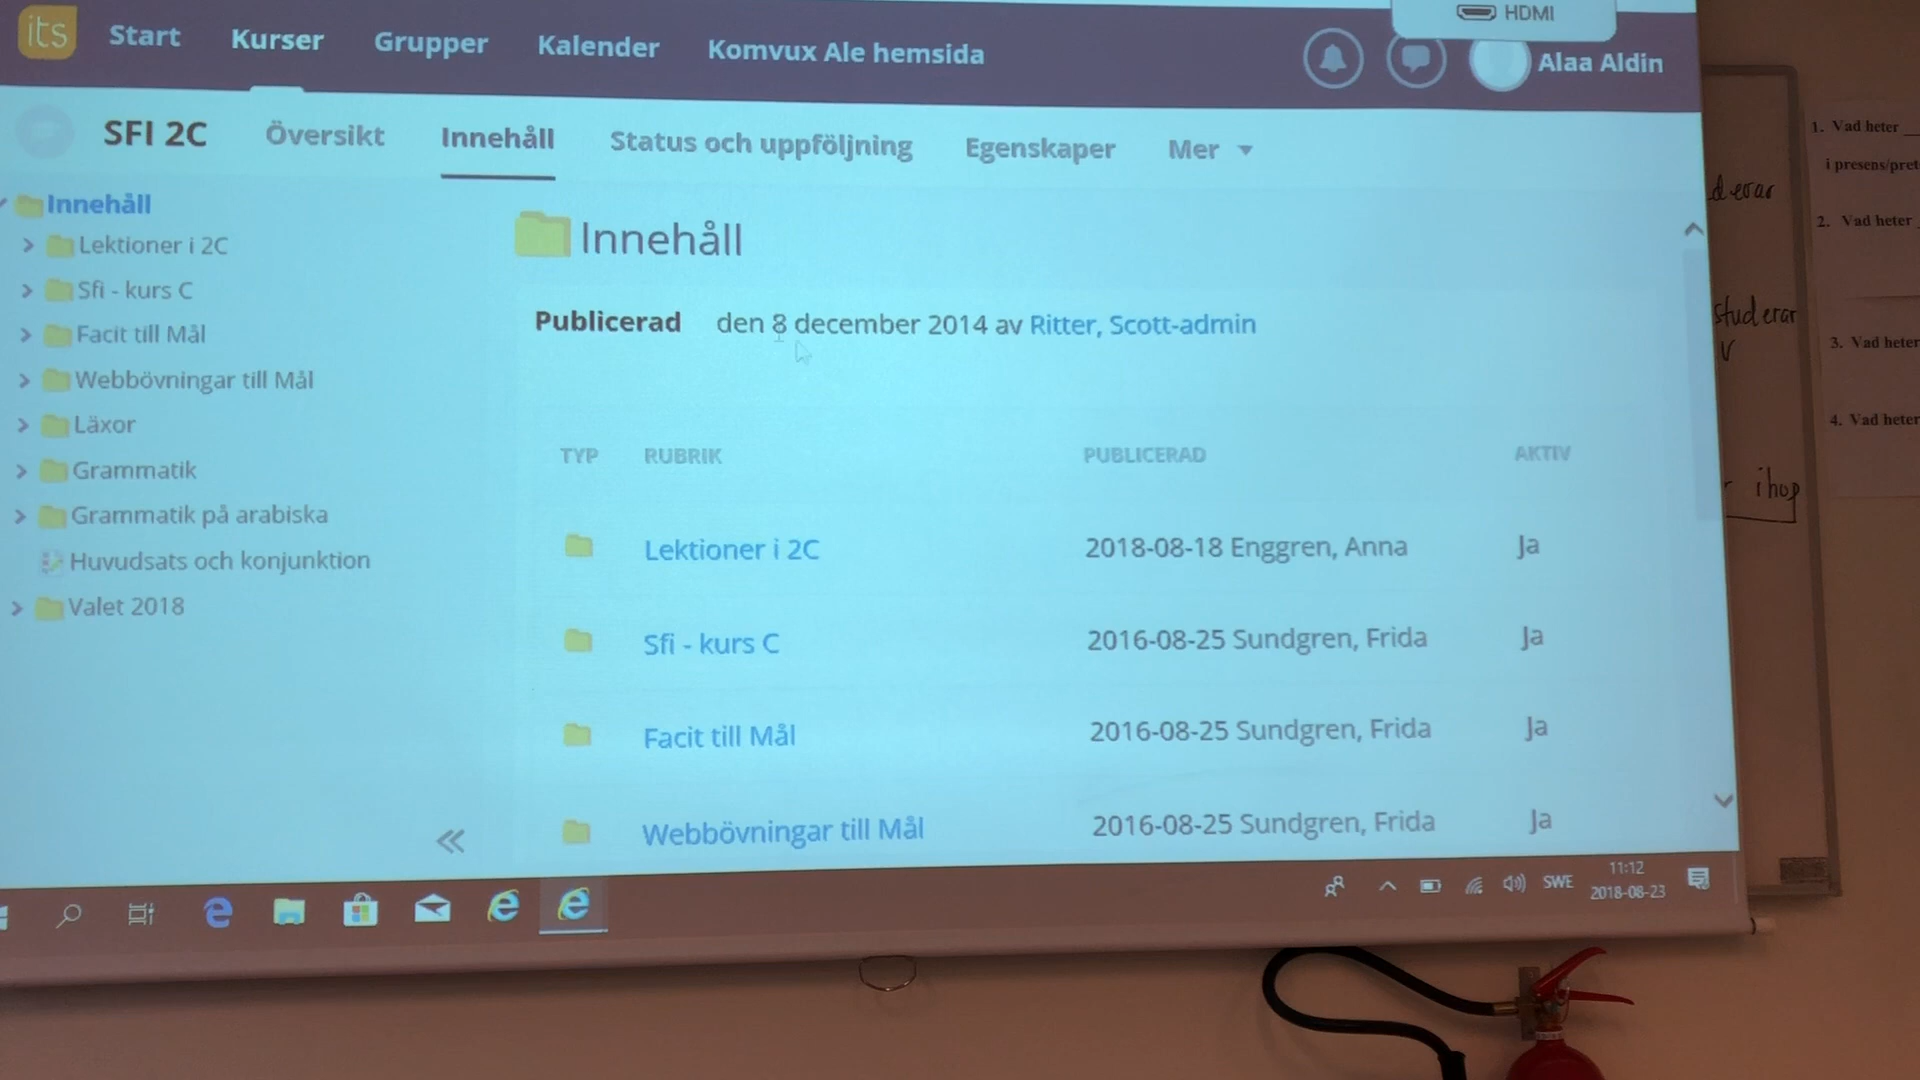 HDMI
its Start Kurser Grupper Kalender Komvux Ale hemsida Alaa Aldin
SFI 2C Översikt Innehåll Status och uppföljning Egenskaper Mer
Innehåll
Lektioner i 2C
Sfi - kurs C
Facit till Mål
Webbövningar till Mål
Läxor
Grammatik
Grammatik på arabiska
Huvudsats och konjunktion
Valet 2018
Innehåll
Publicerad den 8 december 2014 av Ritter, Scott-admin
TYP RUBRIK PUBLICERAD AKTIV
Lektioner i 2C 2018-08-18 Enggren, Anna Ja
Sfi - kurs C 2016-08-25 Sundgren, Frida Ja
Facit till Mål 2016-08-25 Sundgren, Frida Ja
Webbövningar till Mål 2016-08-25 Sundgren, Frida Ja
SWE 11:12
2018-08-23
studerar
ihop
1. Vad heter
i presens/pret
2. Vad heter
3. Vad heter
4. Vad heter